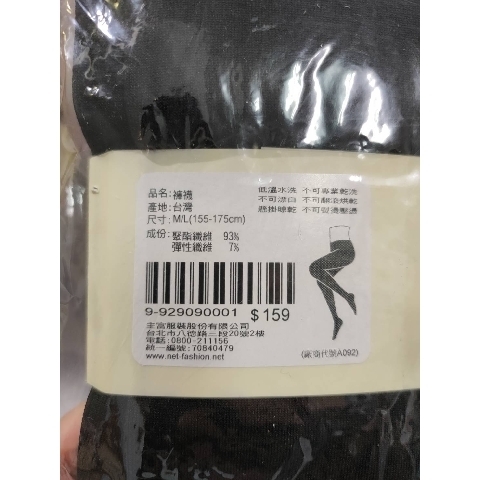 品名:褲襪
產地:台灣
尺寸:M/L(155-175cm)
成份:聚酯纖維 93%
彈性纖維 7%
低溫水洗 不可專業乾洗
不可漂白 不可翻滾烘乾
懸掛晾乾 不可熨燙壓燙
9-929090001 $159
主富服裝股份有限公司
台北市八德路三段20號2樓
電話:0800-211156
統一編號:70840479
www.net-fashion.net
(廠商代號A092)